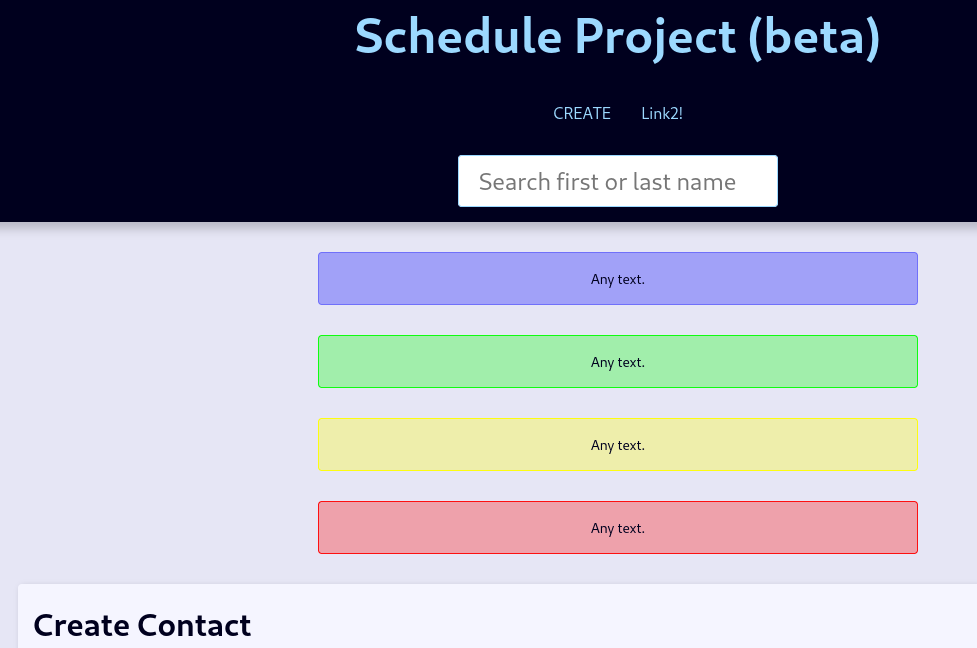 Schedule Project (beta)
CREATE Link2!
Search first or last name
Any text.
Any text.
Any text.
Any text.
Create Contact